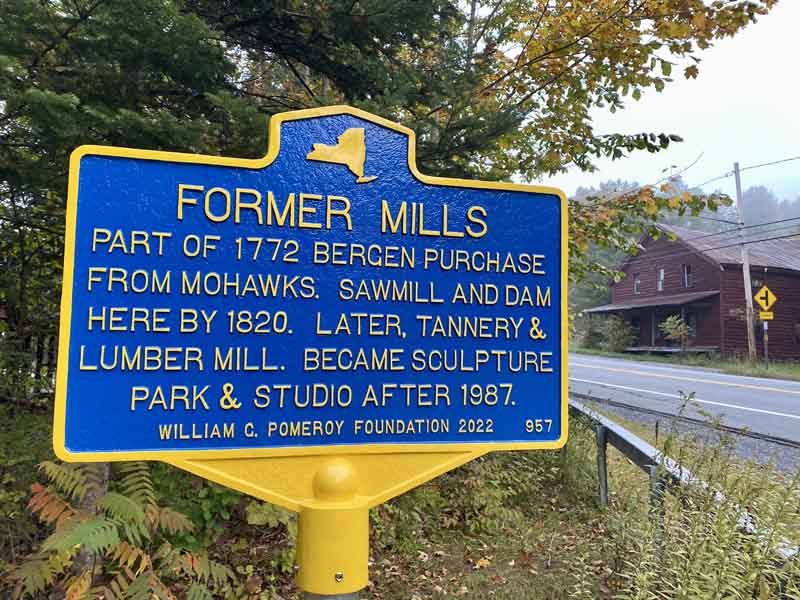 FORMER MILLS
PART OF 1772 BERGEN PURCHASE
FROM MOHAWKS. SAWMILL AND DAM
HERE BY 1820. LATER, TANNERY &
LUMBER MILL. BECAME SCULPTURE
PARK & STUDIO AFTER 1987.
WILLIAM G. POMEROY FOUNDATION 2022 957